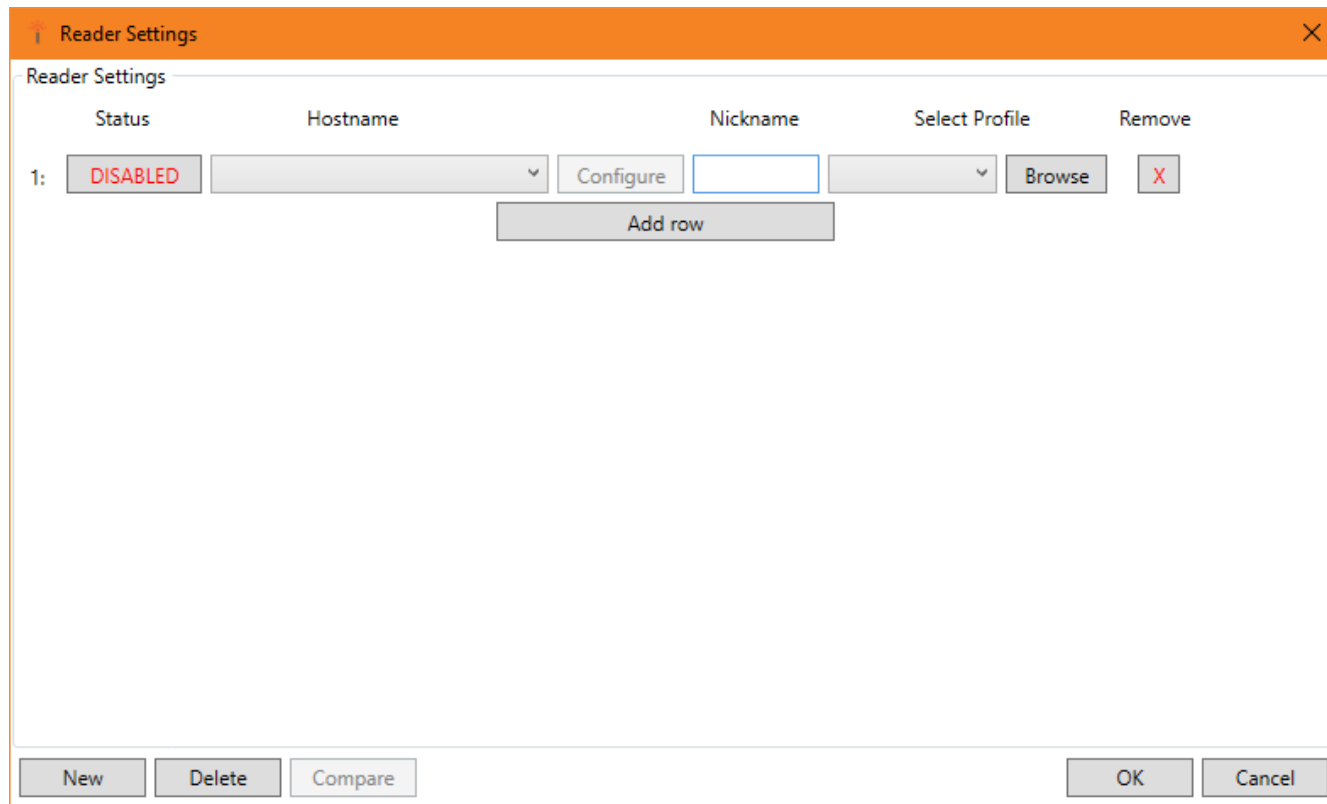 Reader Settings
Reader Settings
Status Hostname Nickname Select Profile Remove
1: DISABLED Configure Browse X
Add row
New Delete Compare OK Cancel